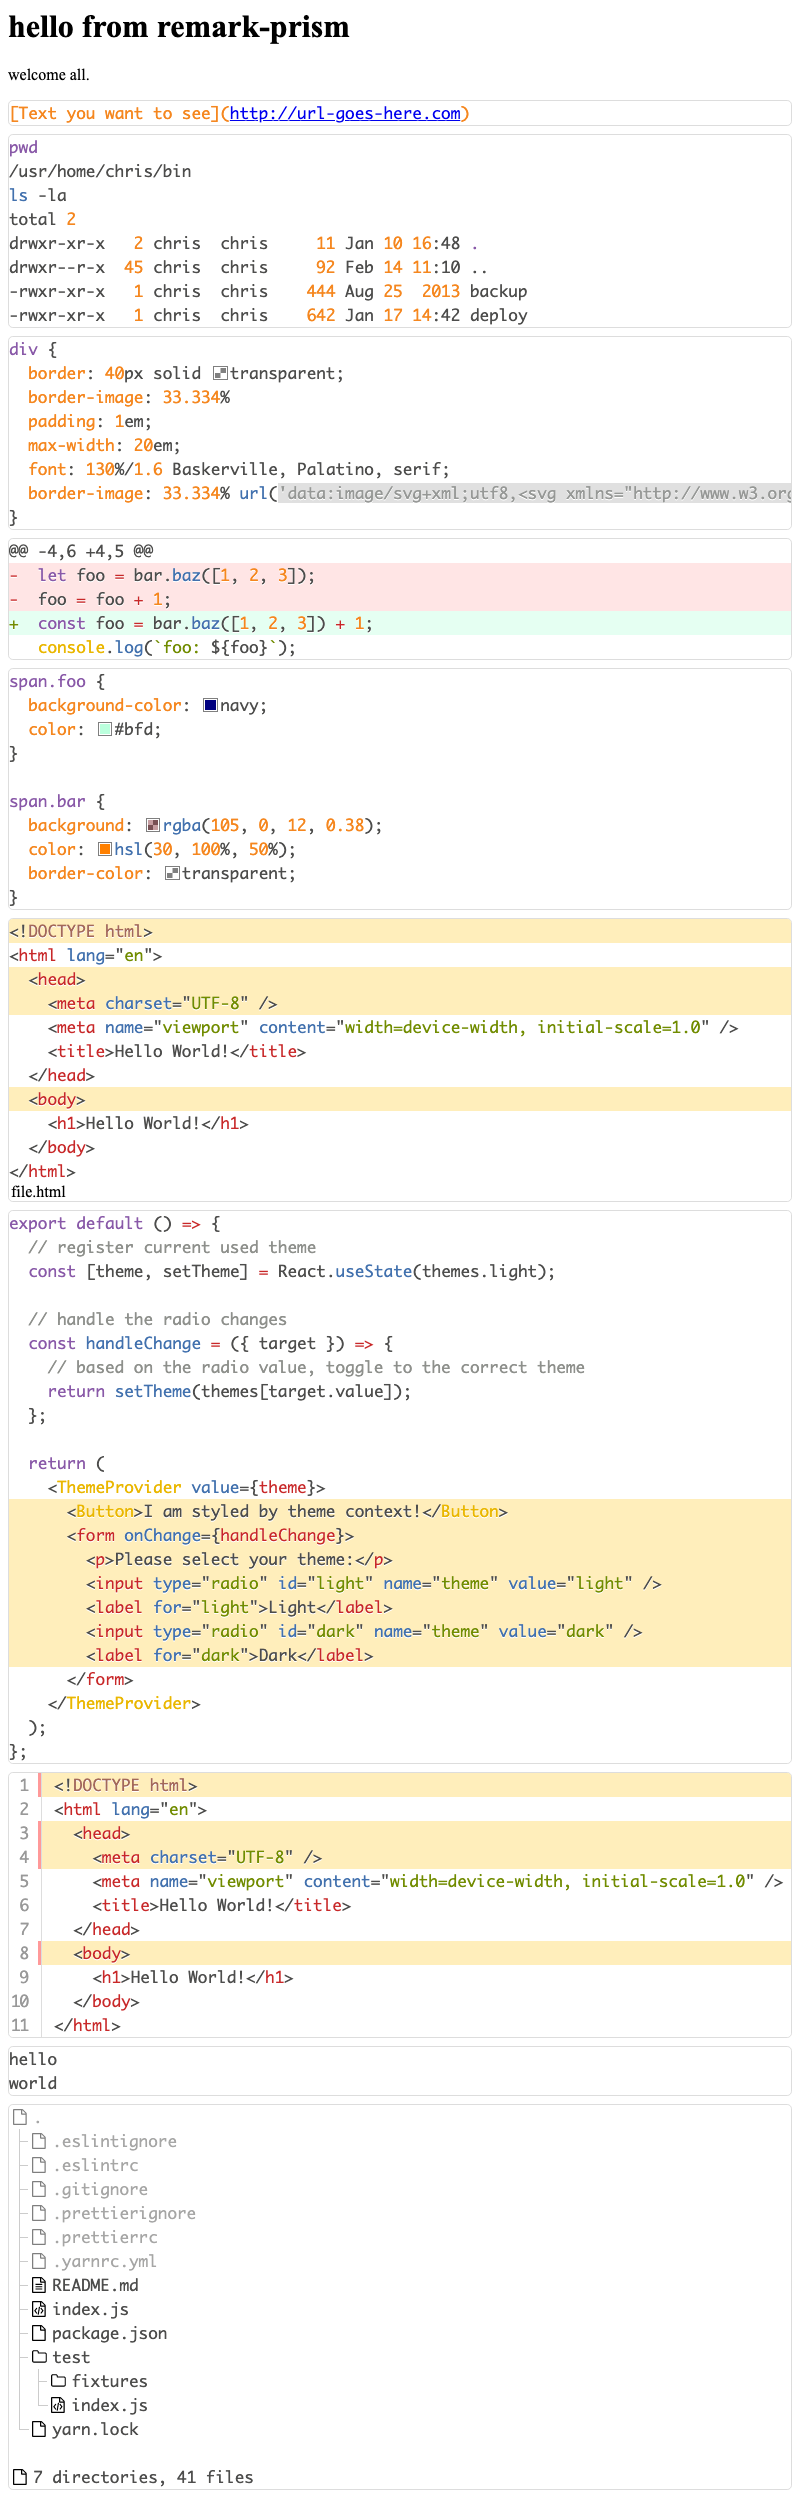 hello from remark-prism
welcome all.
[Text you want to see](http://url-goes-here.com)
pwd
/usr/home/chris/bin
ls -la
total 2
drwxr-xr-x   2 chris  chris     11 Jan 10 16:48 .
drwxr--r-x  45 chris  chris     92 Feb 14 11:10 ..
-rwxr-xr-x   1 chris  chris    444 Aug 25  2013 backup
-rwxr-xr-x   1 chris  chris    642 Jan 17 14:42 deploy
div {
  border: 40px solid transparent;
  border-image: 33.334%
  padding: 1em;
  max-width: 20em;
  font: 130%/1.6 Baskerville, Palatino, serif;
  border-image: 33.334% url('data:image/svg+xml;utf8,<svg xmlns="http://www.w3.org
}
@@ -4,6 +4,5 @@
-  let foo = bar.baz([1, 2, 3]);
-  foo = foo + 1;
+  const foo = bar.baz([1, 2, 3]) + 1;
   console.log(`foo: ${foo}`);
span.foo {
  background-color: navy;
  color: #bfd;
}
span.bar {
  background: rgba(105, 0, 12, 0.38);
  color: hsl(30, 100%, 50%);
  border-color: transparent;
}
<!DOCTYPE html>
<html lang="en">
  <head>
    <meta charset="UTF-8" />
    <meta name="viewport" content="width=device-width, initial-scale=1.0" />
    <title>Hello World!</title>
  </head>
  <body>
    <h1>Hello World!</h1>
  </body>
</html>
file.html
export default () => {
  // register current used theme
  const [theme, setTheme] = React.useState(themes.light);
  // handle the radio changes
  const handleChange = ({ target }) => {
    // based on the radio value, toggle to the correct theme
    return setTheme(themes[target.value]);
  };
  return (
    <ThemeProvider value={theme}>
      <Button>I am styled by theme context!</Button>
      <form onChange={handleChange}>
        <p>Please select your theme:</p>
        <input type="radio" id="light" name="theme" value="light" />
        <label for="light">Light</label>
        <input type="radio" id="dark" name="theme" value="dark" />
        <label for="dark">Dark</label>
      </form>
    </ThemeProvider>
  );
};
1 <!DOCTYPE html>
2 <html lang="en">
3   <head>
4     <meta charset="UTF-8" />
5     <meta name="viewport" content="width=device-width, initial-scale=1.0" />
6     <title>Hello World!</title>
7   </head>
8   <body>
9     <h1>Hello World!</h1>
10   </body>
11 </html>
hello
world
.
.eslintignore
.eslintrc
.gitignore
.prettierignore
.prettierrc
.yarnrc.yml
README.md
index.js
package.json
test
fixtures
index.js
yarn.lock
7 directories, 41 files